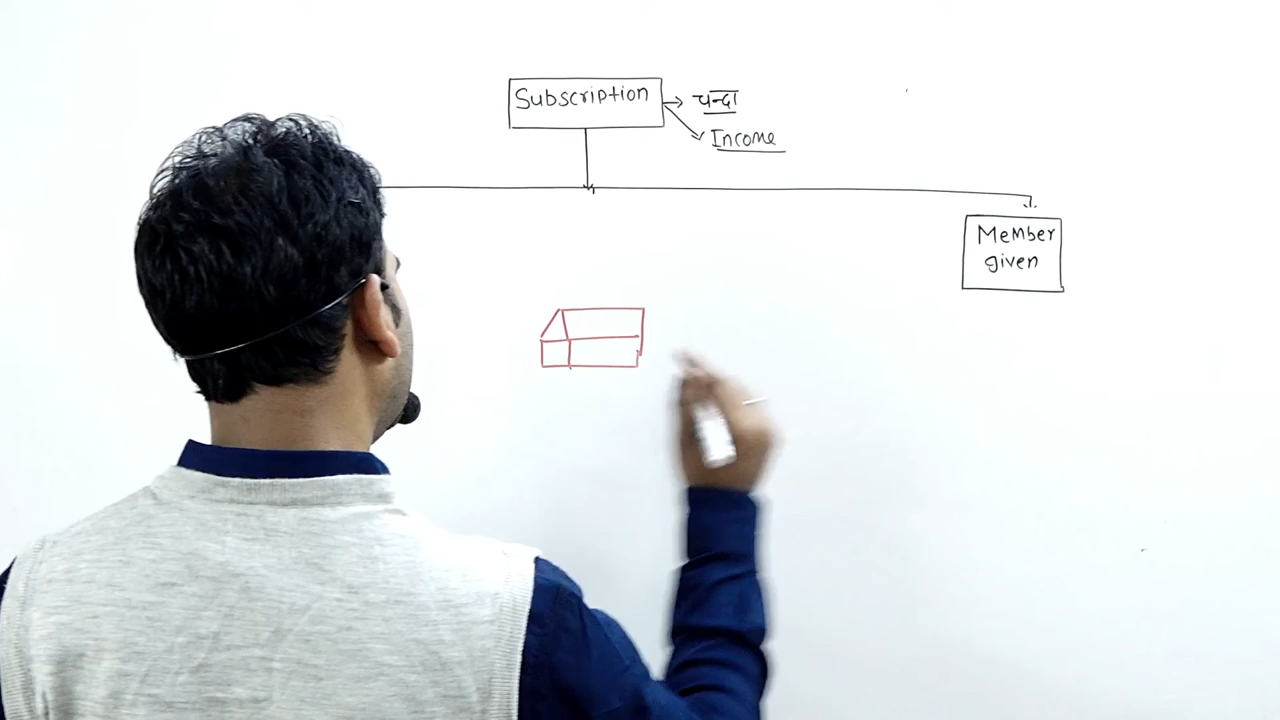 Subscription
चन्दा
Income
Member
given